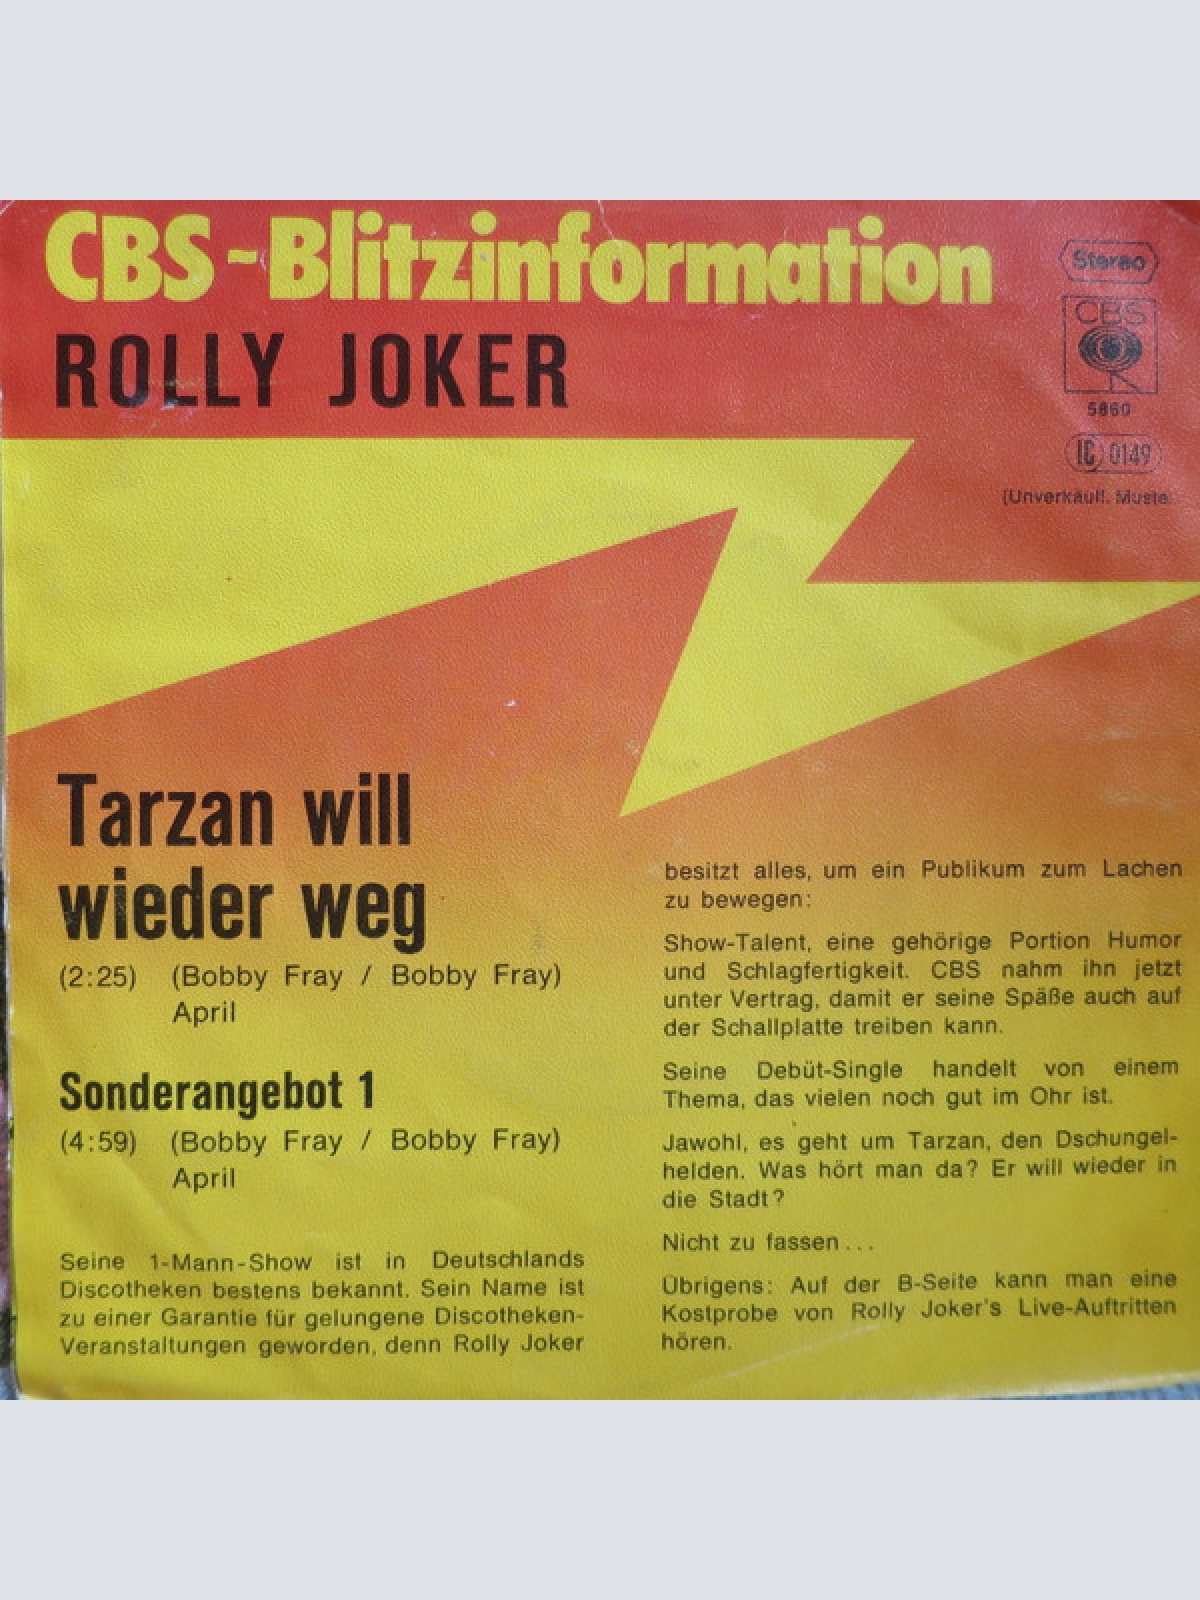 CBS-Blitzinformation
ROLLY JOKER
Stereo
CBS
5860
IC 0149
(Unverkäufl. Muste
Tarzan will
wieder weg
(2:25) (Bobby Fray / Bobby Fray)
April
Sonderangebot 1
(4:59) (Bobby Fray / Bobby Fray)
April
Seine 1-Mann-Show ist in Deutschlands
Discotheken bestens bekannt. Sein Name ist
zu einer Garantie für gelungene Discotheken-
Veranstaltungen geworden, denn Rolly Joker
besitzt alles, um ein Publikum zum Lachen
zu bewegen:
Show-Talent, eine gehörige Portion Humor
und Schlagfertigkeit. CBS nahm ihn jetzt
unter Vertrag, damit er seine Späße auch auf
der Schallplatte treiben kann.
Seine Debüt-Single handelt von einem
Thema, das vielen noch gut im Ohr ist.
Jawohl, es geht um Tarzan, den Dschungel-
helden. Was hört man da? Er will wieder in
die Stadt?
Nicht zu fassen...
Übrigens: Auf der B-Seite kann man eine
Kostprobe von Rolly Joker's Live-Auftritten
hören.